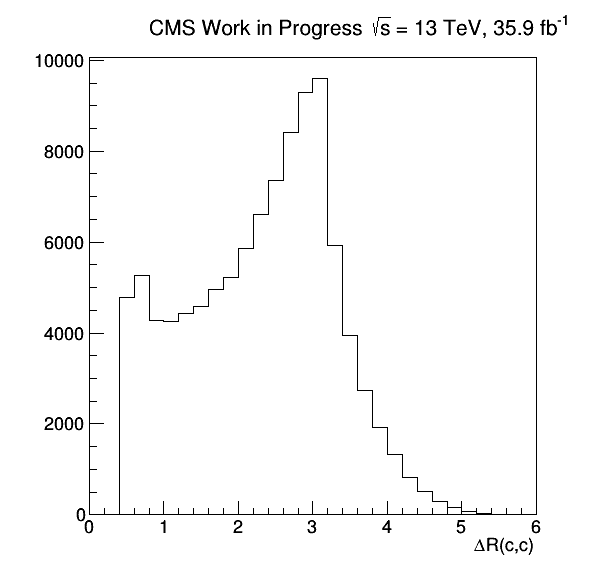 CMS Work in Progress √s = 13 TeV, 35.9 fb⁻¹
10000
8000
6000
4000
2000
0
0 1 2 3 4 5 6
ΔR(c,c)